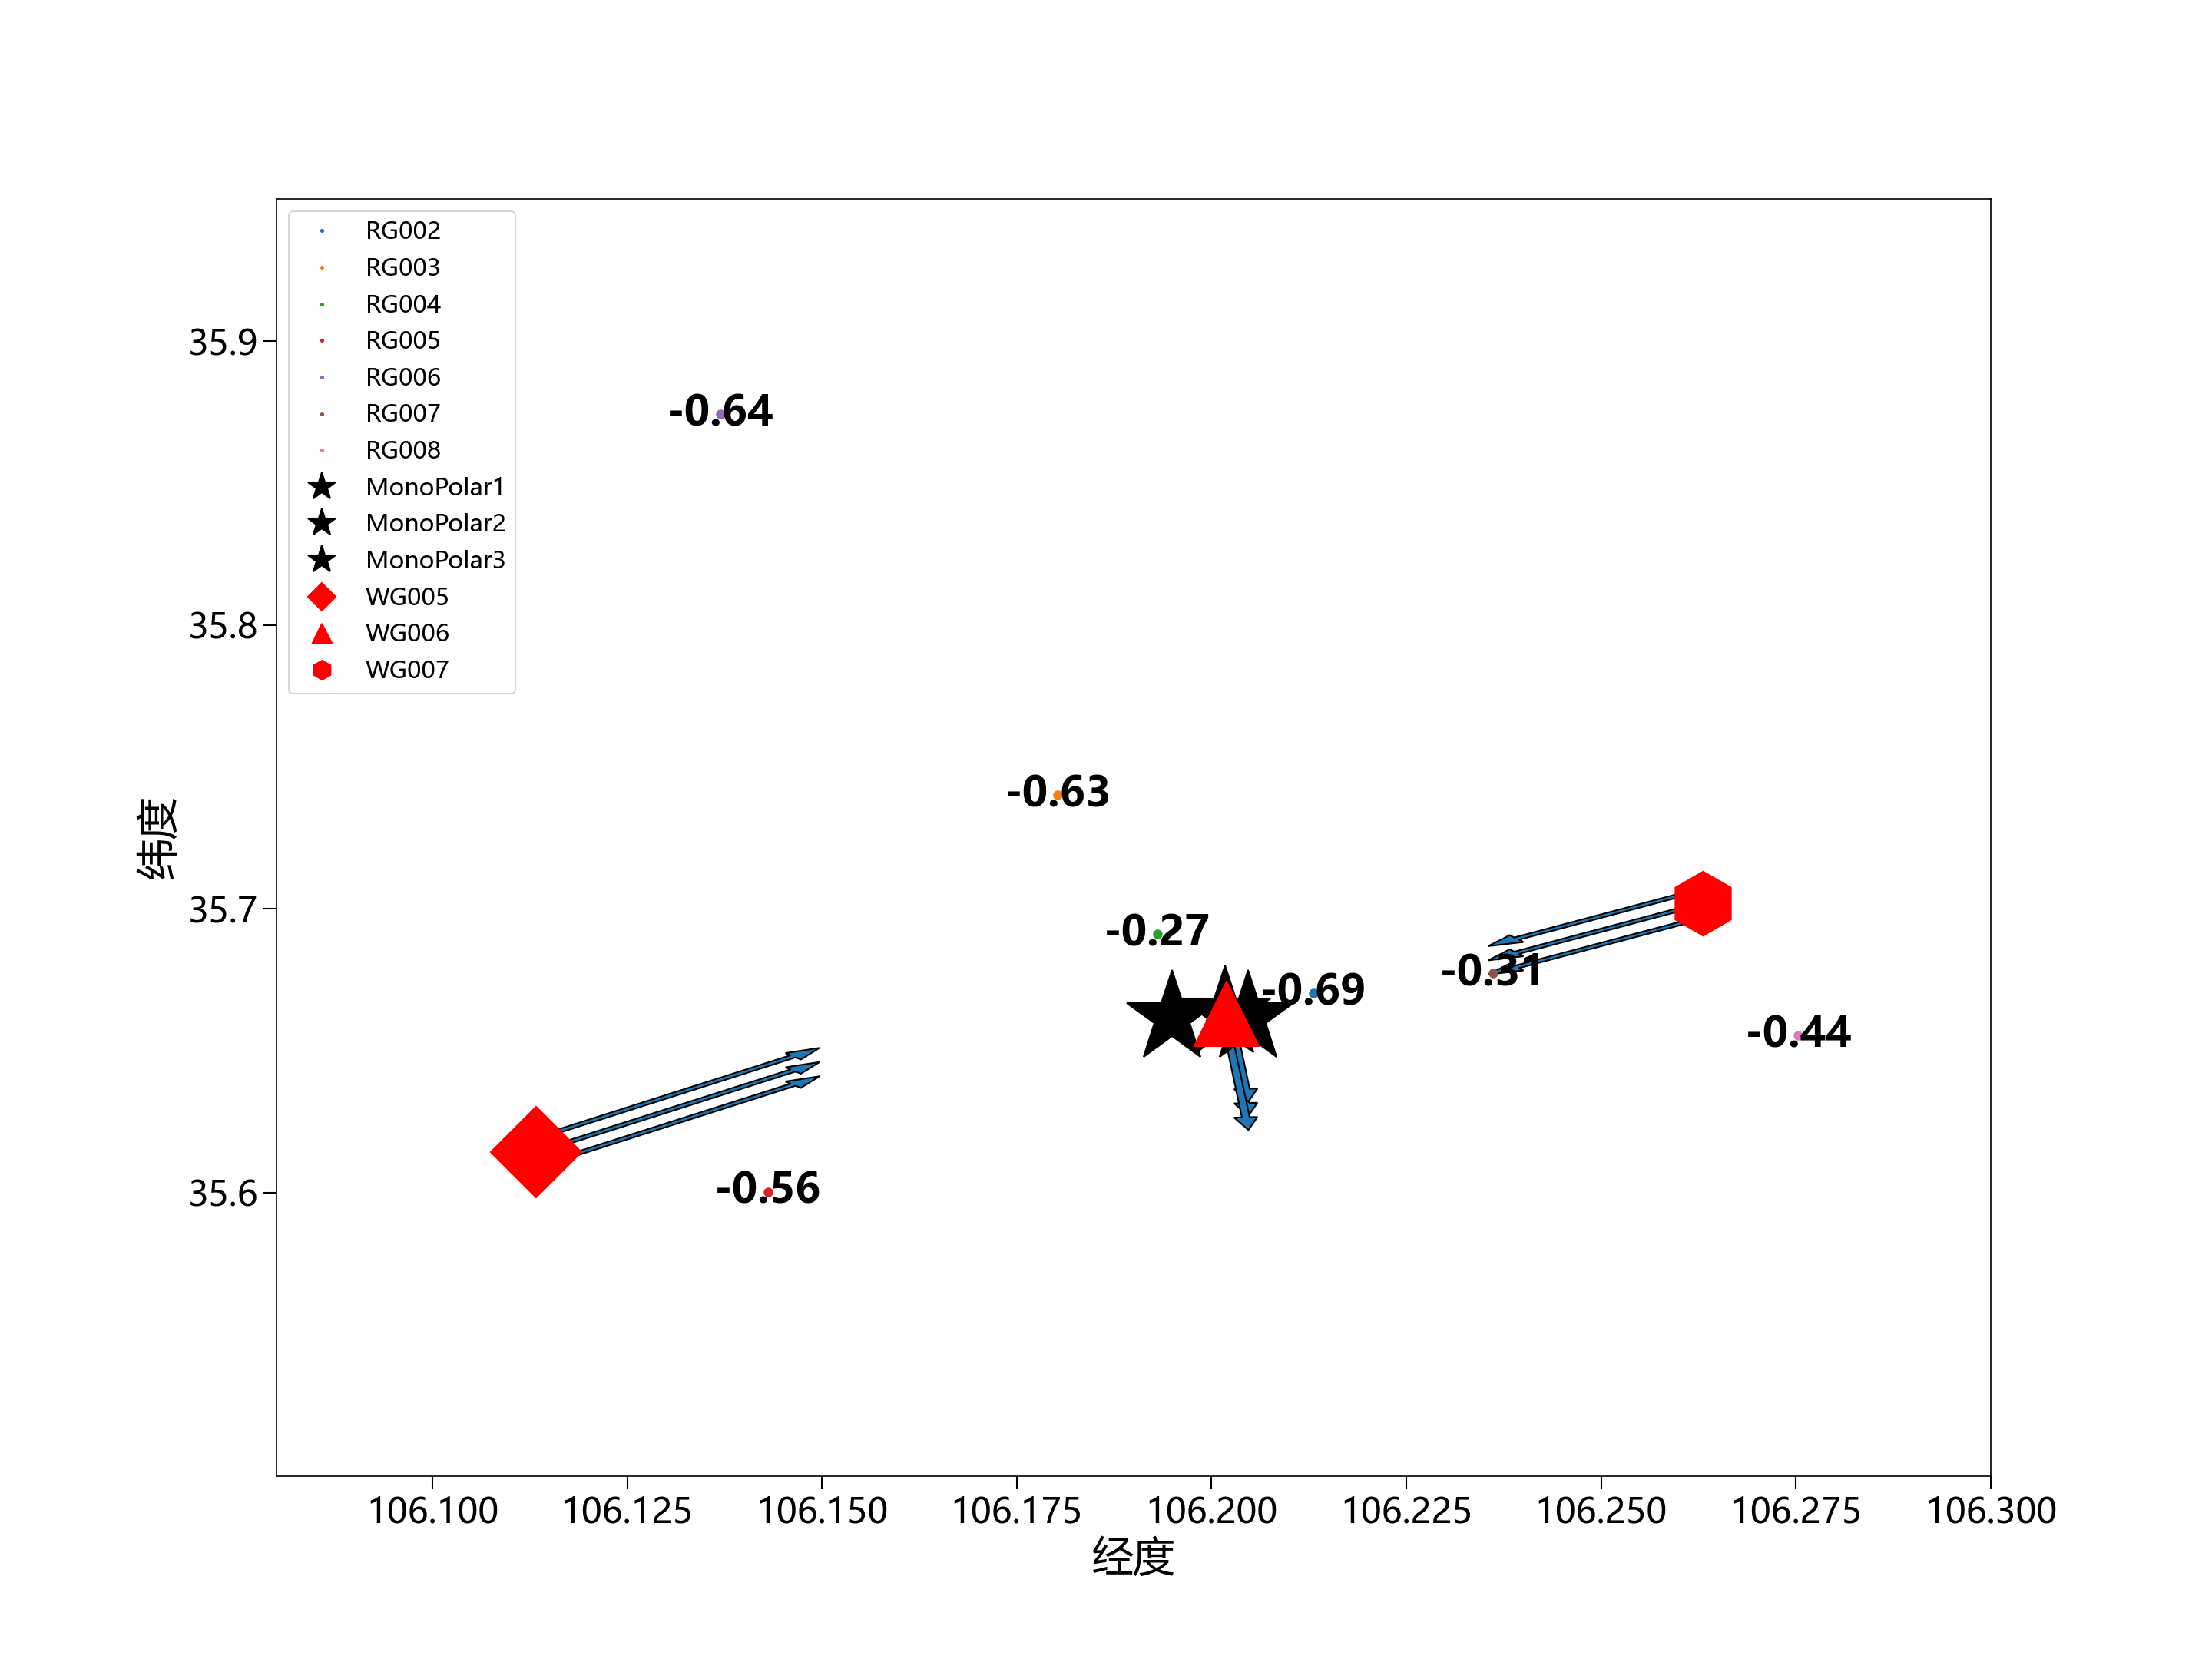 RG002
RG003
RG004
RG005
RG006
RG007
RG008
MonoPolar1
MonoPolar2
MonoPolar3
WG005
WG006
WG007
35.9
35.8
35.7
35.6
纬度
-0.64
-0.63
-0.27
-0.69
-0.31
-0.44
-0.56
106.100
106.125
106.150
106.175
106.200
106.225
106.250
106.275
106.300
经度